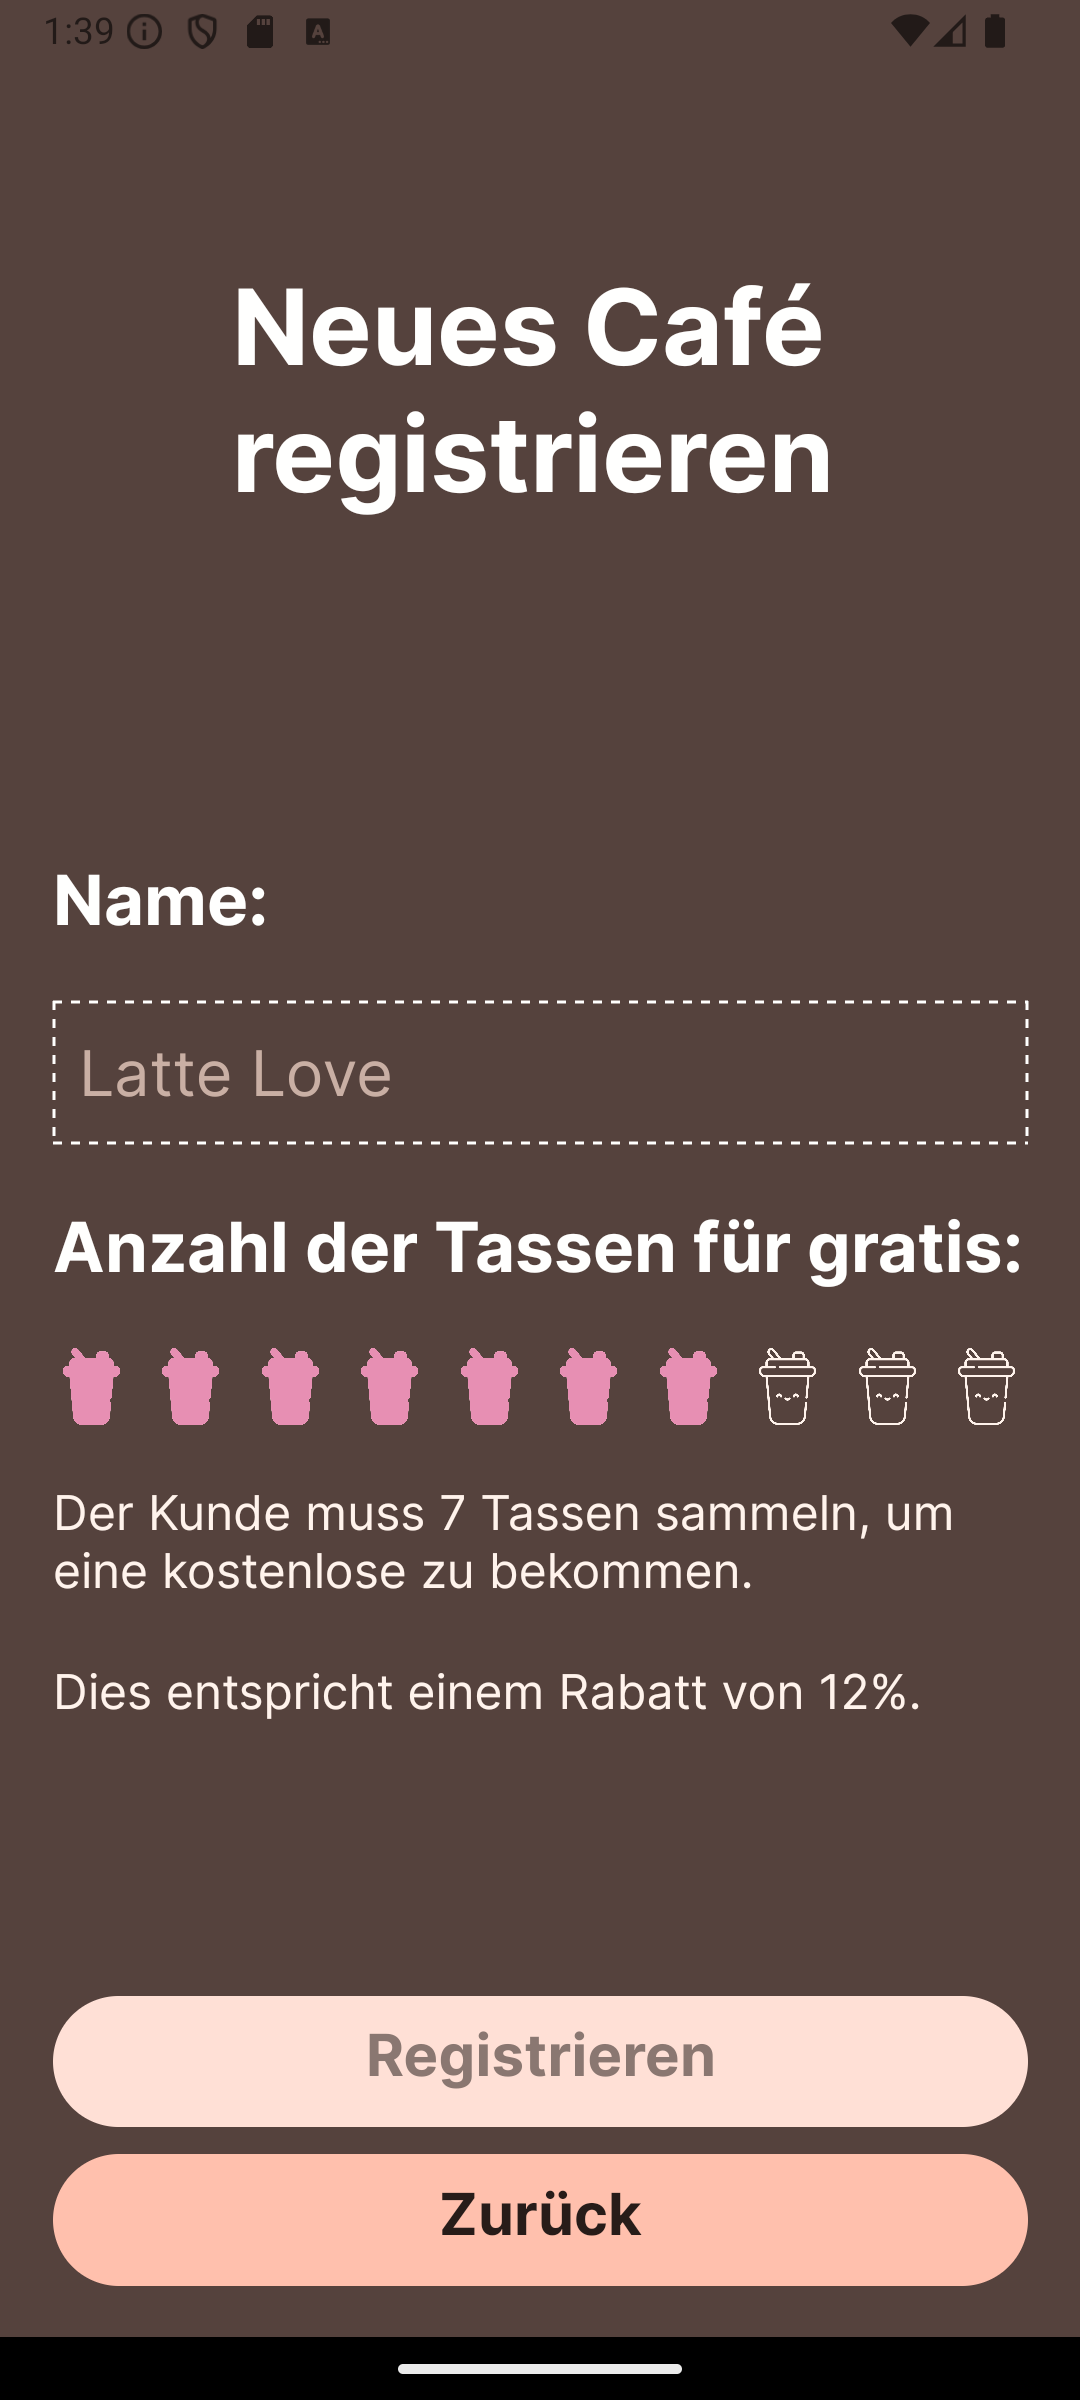 1:39
Neues Café
registrieren
Name:
Latte Love
Anzahl der Tassen für gratis:
Der Kunde muss 7 Tassen sammeln, um
eine kostenlose zu bekommen.
Dies entspricht einem Rabatt von 12%.
Registrieren
Zurück